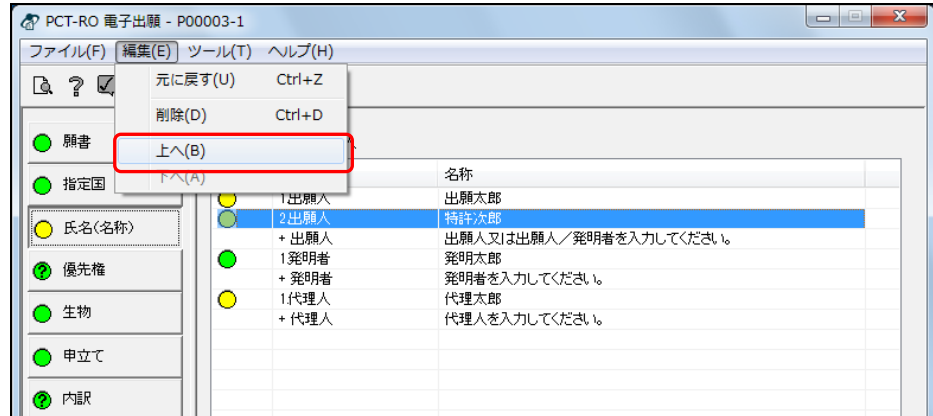 PCT-RO 電子出願 - P00003-1
ファイル(F) 編集(E) ツール(T) ヘルプ(H)
元に戻す(U) Ctrl+Z
削除(D) Ctrl+D
上へ(B)
下へ(A)
願書
指定国
氏名(名称)
優先権
生物
申立て
内訳
名称
1出願人 出願太郎
2出願人 特許次郎
+ 出願人 出願人又は出願人／発明者を入力してください。
1発明者 発明太郎
+ 発明者 発明者を入力してください。
1代理人 代理太郎
+ 代理人 代理人を入力してください。